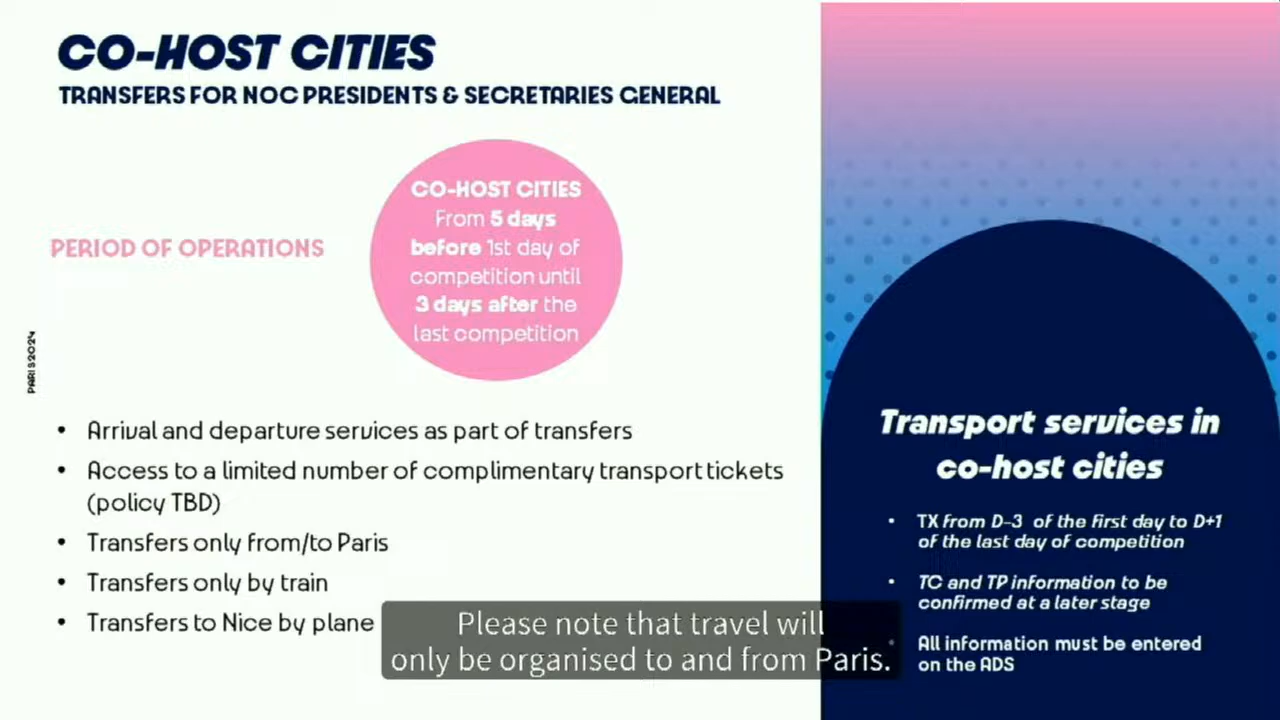 CO-HOST CITIES
TRANSFERS FOR NOC PRESIDENTS & SECRETARIES GENERAL
PERIOD OF OPERATIONS
CO-HOST CITIES
From 5 days
before 1st day of
competition until
3 days after the
last competition
PARIS2024
• Arrival and departure services as part of transfers
• Access to a limited number of complimentary transport tickets
(policy TBD)
• Transfers only from/to Paris
• Transfers only by train
• Transfers to Nice by plane
Transport services in
co-host cities
• TX from D-3 of the first day to D+1
of the last day of competition
• TC and TP information to be
confirmed at a later stage
• All information must be entered
on the ADS
Please note that travel will
only be organised to and from Paris.